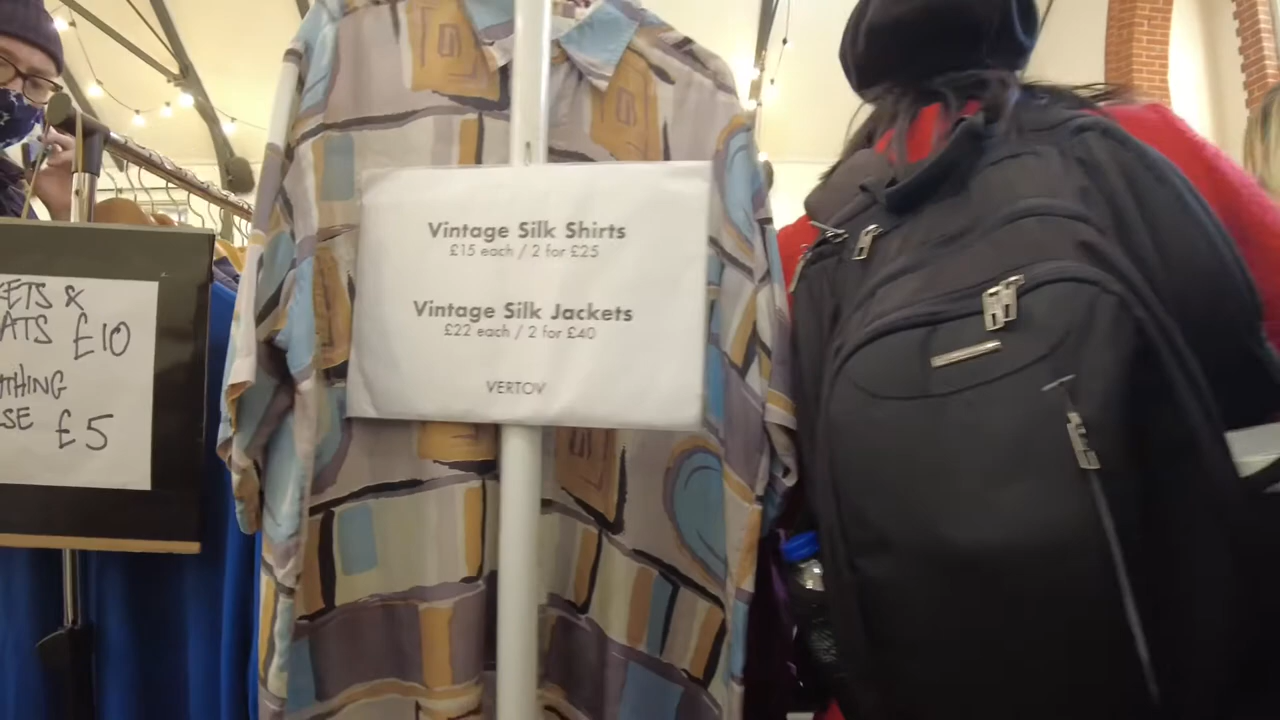 & 
£10
£5
Vintage Silk Shirts
£15 each / 2 for £25
Vintage Silk Jackets
£22 each / 2 for £40
VERTOV